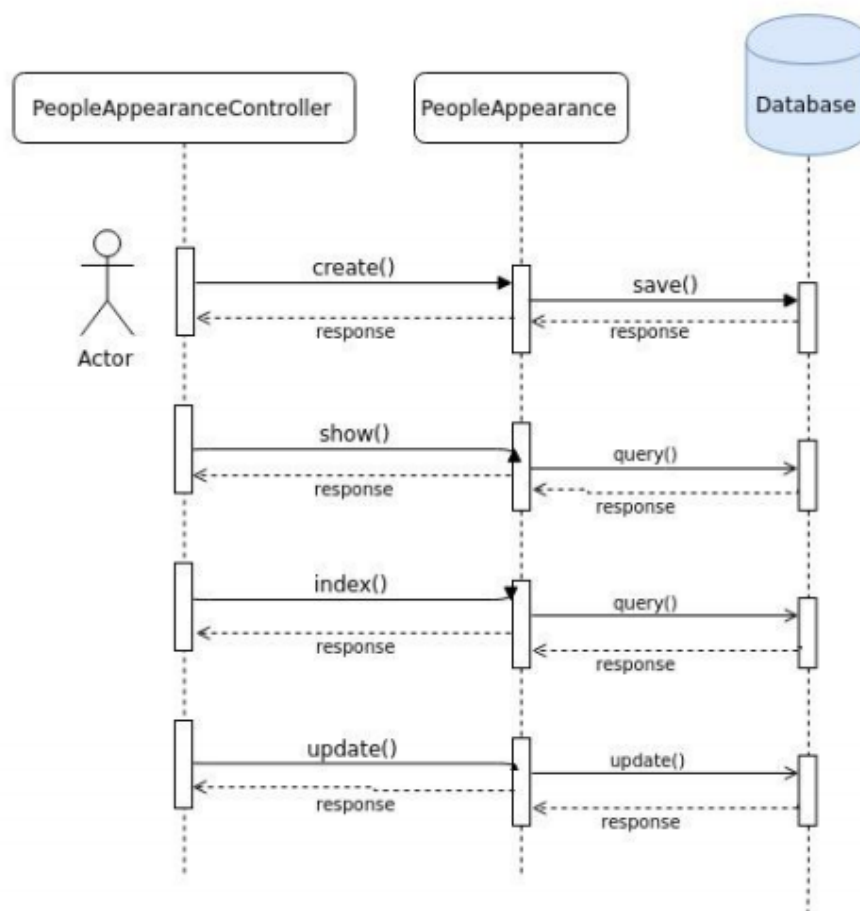 PeopleAppearanceController
PeopleAppearance
Database
create()
save()
response
response
Actor
show()
query()
response
response
index()
query()
response
response
update()
update()
response
response